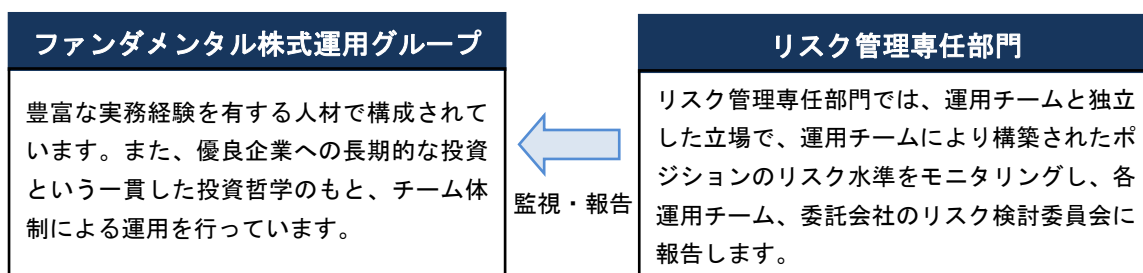 ファンダメンタル株式運用グループ
豊富な実務経験を有する人材で構成されて
います。また、優良企業への長期的な投資
という一貫した投資哲学のもと、チーム体
制による運用を行っています。
監視・報告
リスク管理専任部門
リスク管理専任部門では、運用チームと独立
した立場で、運用チームにより構築されたポ
ジションのリスク水準をモニタリングし、各
運用チーム、委託会社のリスク検討委員会に
報告します。